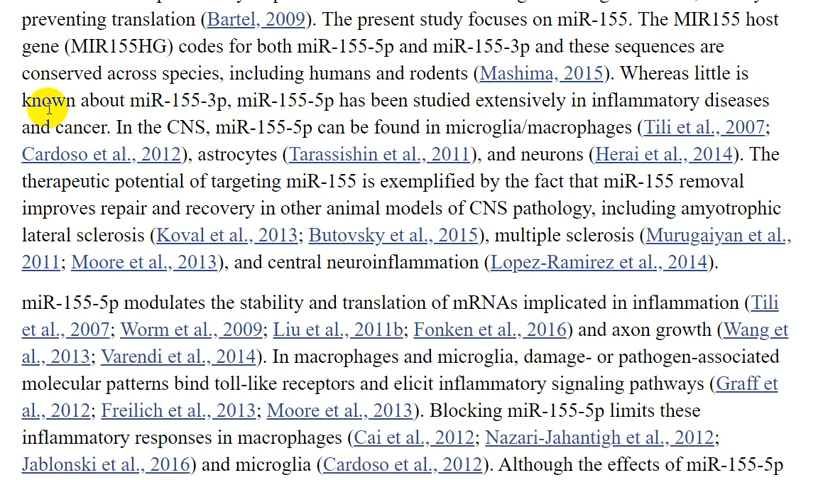 preventing translation (Bartel, 2009). The present study focuses on miR-155. The MIR155 host
gene (MIR155HG) codes for both miR-155-5p and miR-155-3p and these sequences are
conserved across species, including humans and rodents (Mashima, 2015). Whereas little is
known about miR-155-3p, miR-155-5p has been studied extensively in inflammatory diseases
and cancer. In the CNS, miR-155-5p can be found in microglia/macrophages (Tili et al., 2007;
Cardoso et al., 2012), astrocytes (Tarassishin et al., 2011), and neurons (Herai et al., 2014). The
therapeutic potential of targeting miR-155 is exemplified by the fact that miR-155 removal
improves repair and recovery in other animal models of CNS pathology, including amyotrophic
lateral sclerosis (Koval et al., 2013; Butovsky et al., 2015), multiple sclerosis (Murugaiyan et al.,
2011; Moore et al., 2013), and central neuroinflammation (Lopez-Ramirez et al., 2014).
miR-155-5p modulates the stability and translation of mRNAs implicated in inflammation (Tili
et al., 2007; Worm et al., 2009; Liu et al., 2011b; Fonken et al., 2016) and axon growth (Wang et
al., 2013; Varendi et al., 2014). In macrophages and microglia, damage- or pathogen-associated
molecular patterns bind toll-like receptors and elicit inflammatory signaling pathways (Graff et
al., 2012; Freilich et al., 2013; Moore et al., 2013). Blocking miR-155-5p limits these
inflammatory responses in macrophages (Cai et al., 2012; Nazari-Jahantigh et al., 2012;
Jablonski et al., 2016) and microglia (Cardoso et al., 2012). Although the effects of miR-155-5p